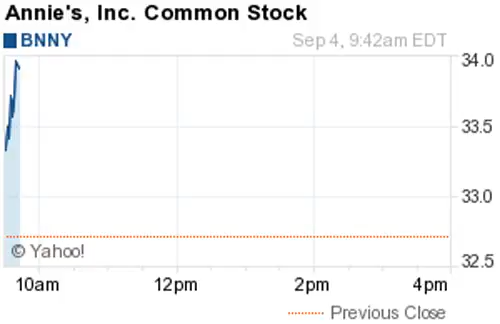 Annie's, Inc. Common Stock
BNNY Sep 4, 9:42am EDT
34.0
33.5
33.0
32.5
© Yahoo!
10am 12pm 2pm 4pm
Previous Close